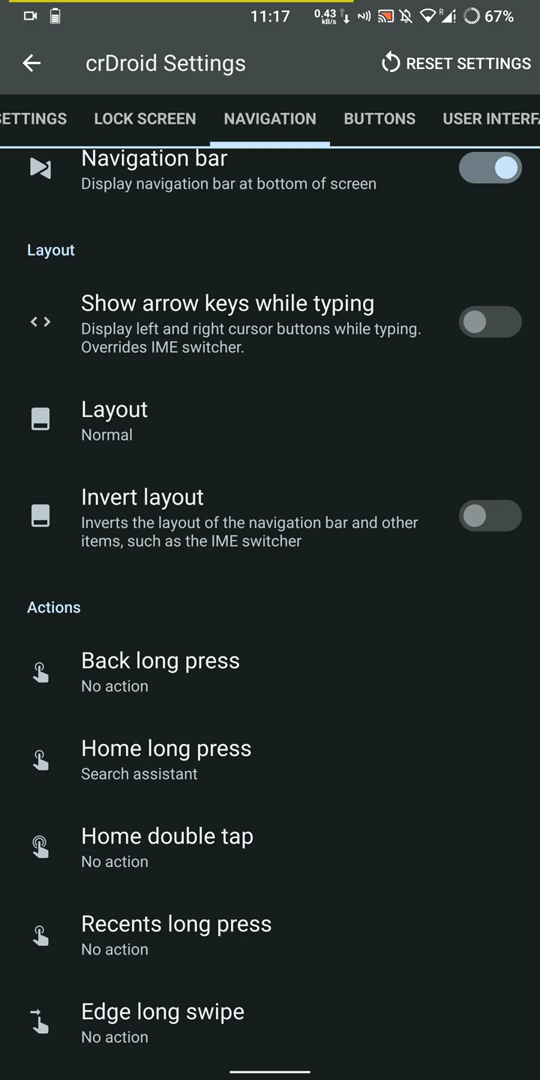 11:17 0.43 kB/s R 67%
crDroid Settings RESET SETTINGS
ETTINGS LOCK SCREEN NAVIGATION BUTTONS USER INTERFA
Navigation bar
Display navigation bar at bottom of screen
Layout
Show arrow keys while typing
Display left and right cursor buttons while typing.
Overrides IME switcher.
Layout
Normal
Invert layout
Inverts the layout of the navigation bar and other
items, such as the IME switcher
Actions
Back long press
No action
Home long press
Search assistant
Home double tap
No action
Recents long press
No action
Edge long swipe
No action